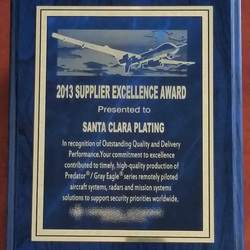 2013 SUPPLIER EXCELLENCE AWARD
Presented to
SANTA CLARA PLATING
In recognition of Outstanding Quality and Delivery
Performance.Your commitment to excellence
contributed to timely, high-quality production of
Predator®/ Gray Eagle® series remotely piloted
aircraft systems, radars and mission systems
solutions to support security priorities worldwide.